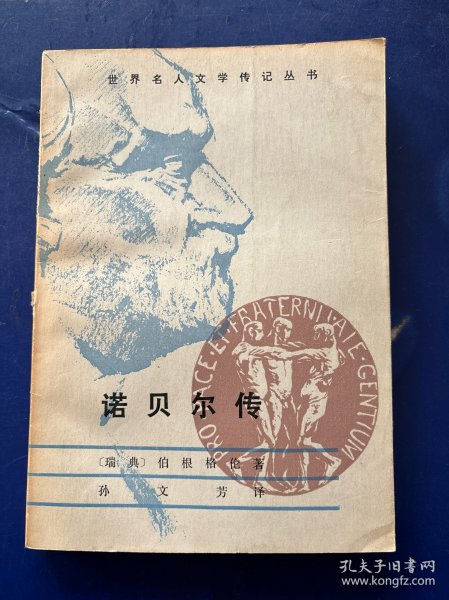 世界名人文学传记丛书
PRO PACE ET FRATERNITATE GENTIUM
诺贝尔传
〔瑞典〕伯根格伦著
孙文芳译
孔夫子旧书网
www.kongfz.com